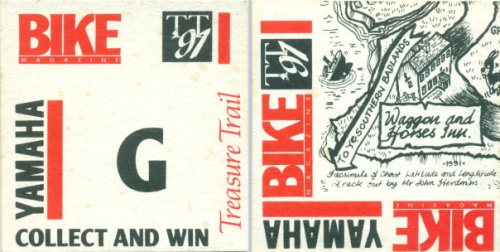 BIKE
MAGAZINE
TT
'97
YAMAHA
G
Treasure Trail
COLLECT AND WIN
BIKE
MAGAZINE
TT
'97
To ye SOUTHERN BADLANDS
Waggon and
Horses Inn.
1991
Facsimile of Chart Latitude and Longitude
track out by Mr John Herdman
YAMAHA
BIKE
MAGAZINE